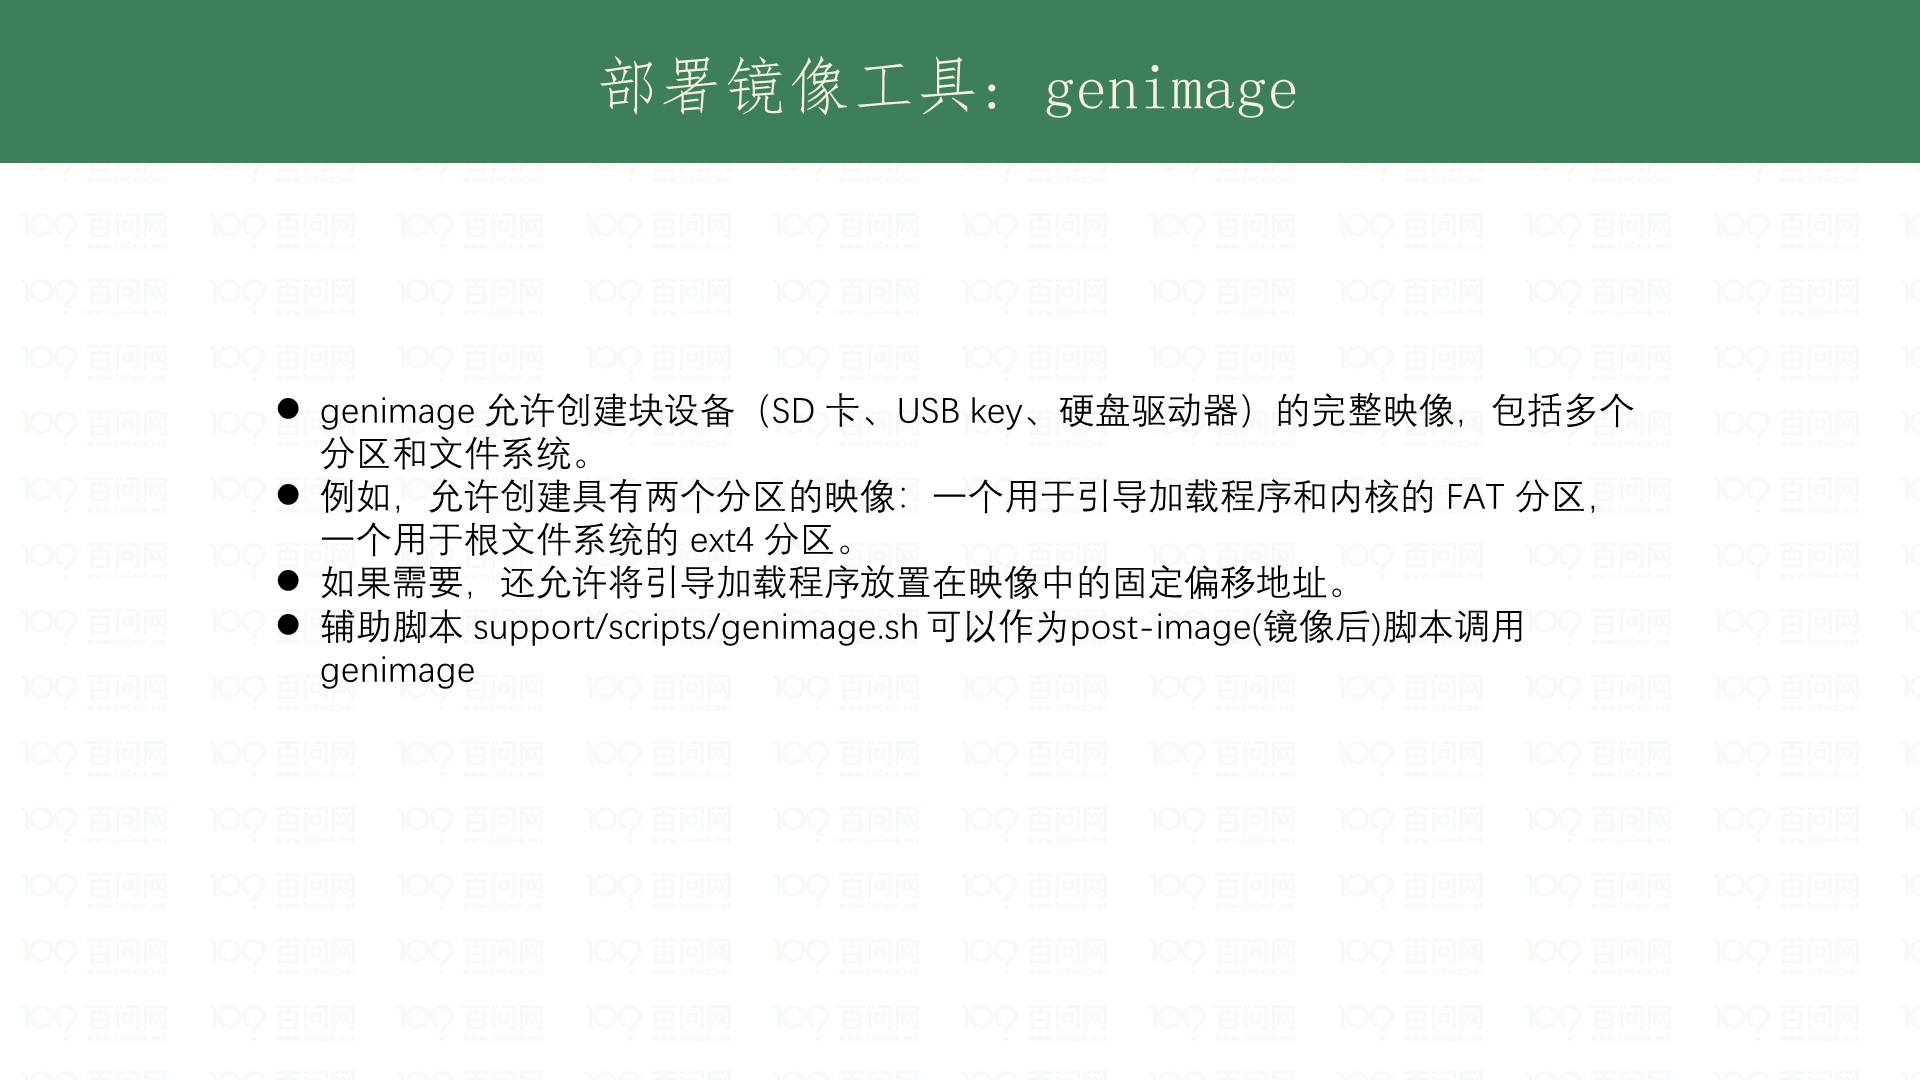 部署镜像工具：genimage
● genimage 允许创建块设备（SD 卡、USB key、硬盘驱动器）的完整映像，包括多个
分区和文件系统。
● 例如，允许创建具有两个分区的映像：一个用于引导加载程序和内核的 FAT 分区，
一个用于根文件系统的 ext4 分区。
● 如果需要，还允许将引导加载程序放置在映像中的固定偏移地址。
● 辅助脚本 support/scripts/genimage.sh 可以作为post-image(镜像后)脚本调用
genimage
百问网
www.100ask.net